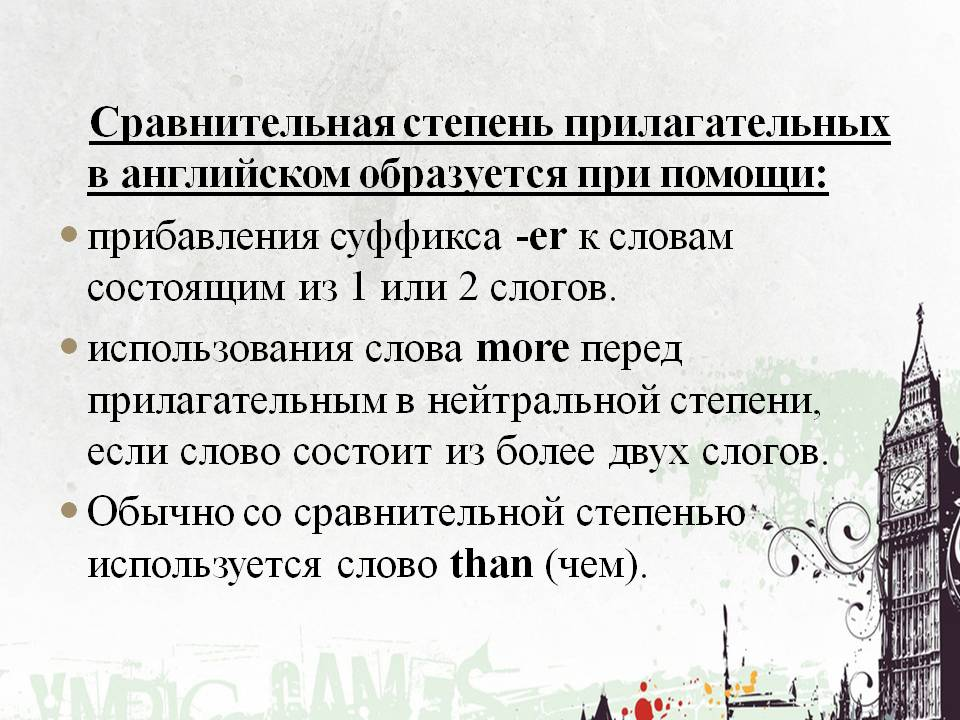 Сравнительная степень прилагательных
в английском образуется при помощи:
прибавления суффикса -er к словам
состоящим из 1 или 2 слогов.
использования слова more перед
прилагательным в нейтральной степени,
если слово состоит из более двух слогов.
Обычно со сравнительной степенью
используется слово than (чем).